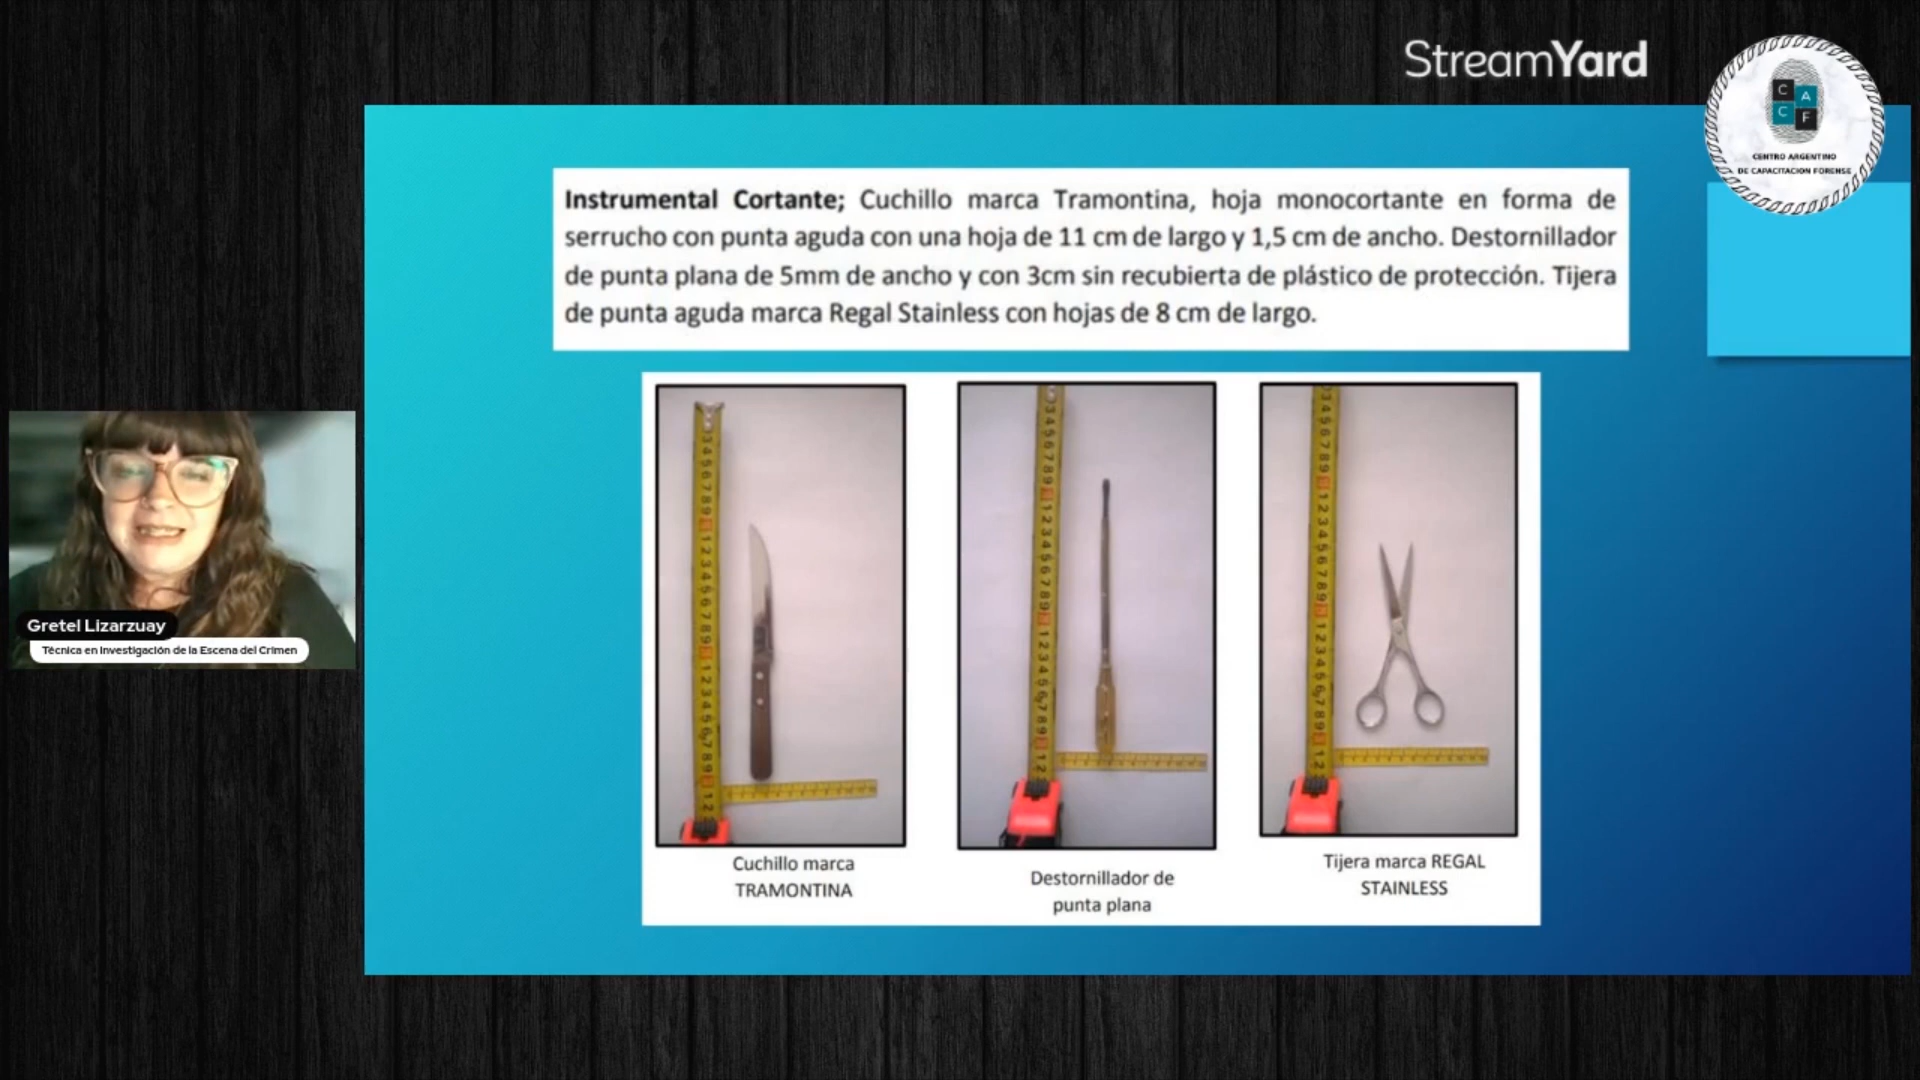 StreamYard
C
A
C
F
CENTRO ARGENTINO
DE CAPACITACION FORENSE
Instrumental Cortante; Cuchillo marca Tramontina, hoja monocortante en forma de
serrucho con punta aguda con una hoja de 11 cm de largo y 1,5 cm de ancho. Destornillador
de punta plana de 5mm de ancho y con 3cm sin recubierta de plástico de protección. Tijera
de punta aguda marca Regal Stainless con hojas de 8 cm de largo.
Cuchillo marca
TRAMONTINA
Destornillador de
punta plana
Tijera marca REGAL
STAINLESS
Gretel Lizarzuay
Técnica en Investigación de la Escena del Crimen